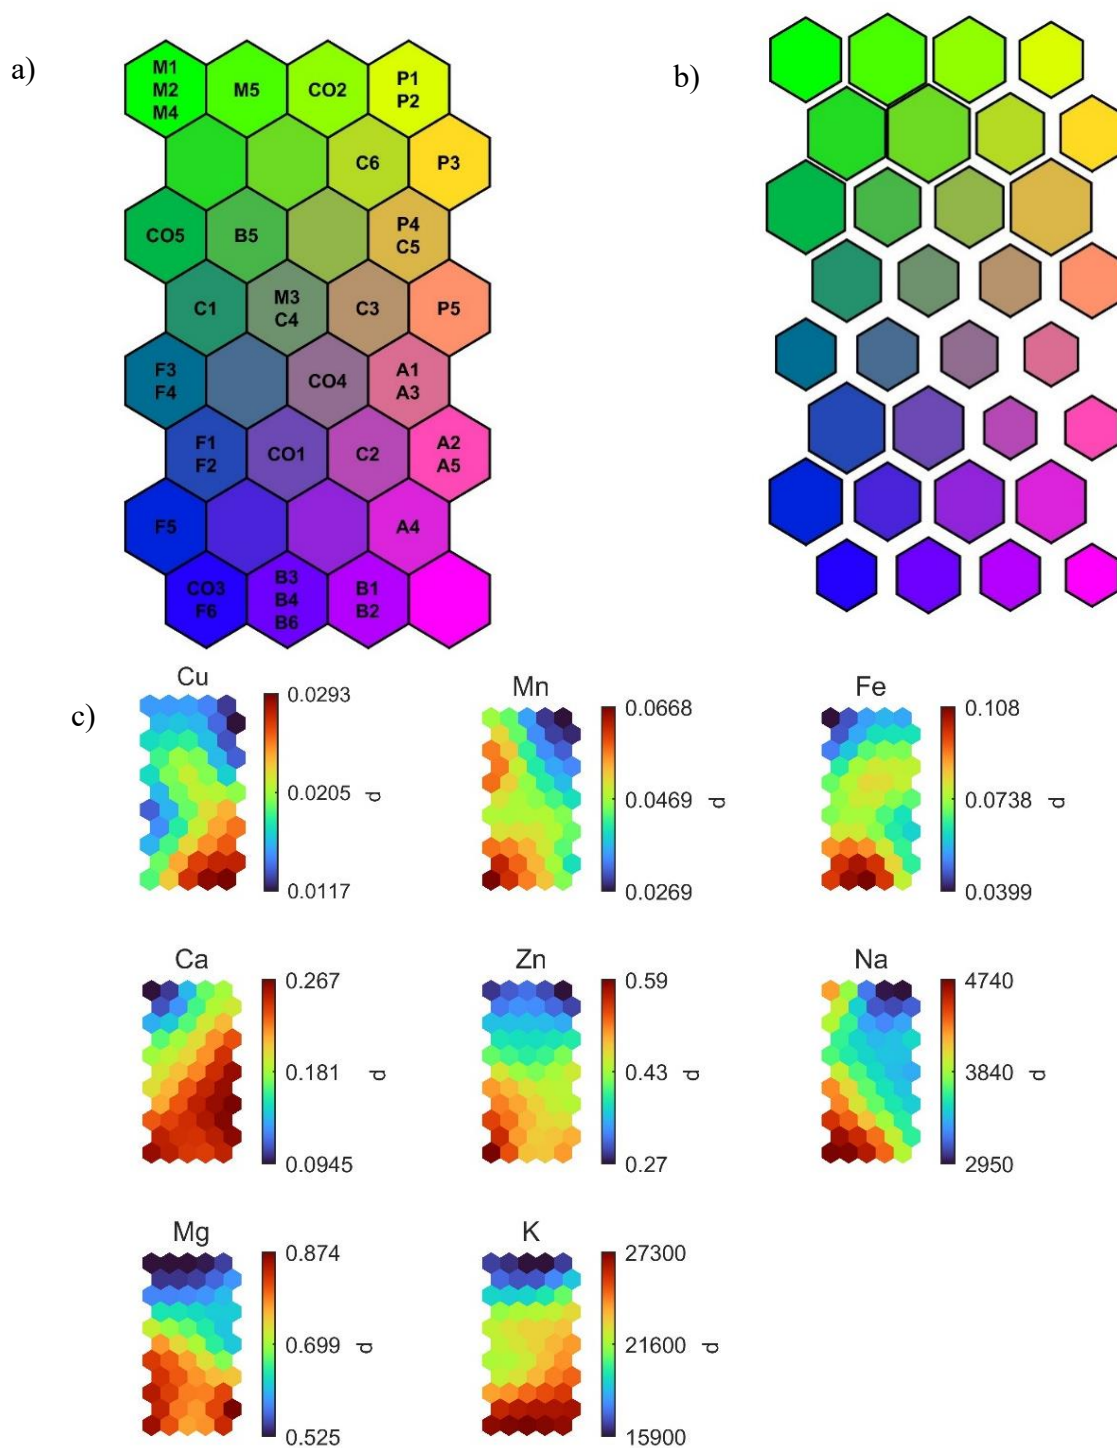 a)
b)
M1
M2
M4
M5
CO2
P1
P2
C6
P3
CO5
B5
P4
C5
C1
M3
C4
C3
P5
F3
F4
CO4
A1
A3
F1
F2
CO1
C2
A2
A5
F5
A4
CO3
F6
B3
B4
B6
B1
B2
c)
Cu
0.0293
0.0205
0.0117
d
Mn
0.0668
0.0469
0.0269
d
Fe
0.108
0.0738
0.0399
d
Ca
0.267
0.181
0.0945
d
Zn
0.59
0.43
0.27
d
Na
4740
3840
2950
d
Mg
0.874
0.699
0.525
d
K
27300
21600
15900
d